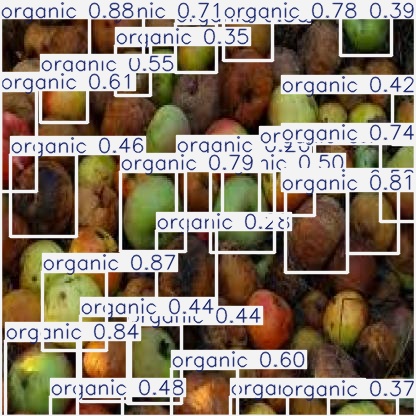 organic 0.88 nic 0.71 organic 0.78 0.39
organic 0.35
organic 0.55
organic 0.61
organic 0.42
organic 0.74
organic 0.46
organic 0.79
nic 0.50
organic 0.81
organic 0.28
organic 0.87
organic 0.44
0.44
organic 0.84
organic 0.60
organic 0.48
organic 0.37